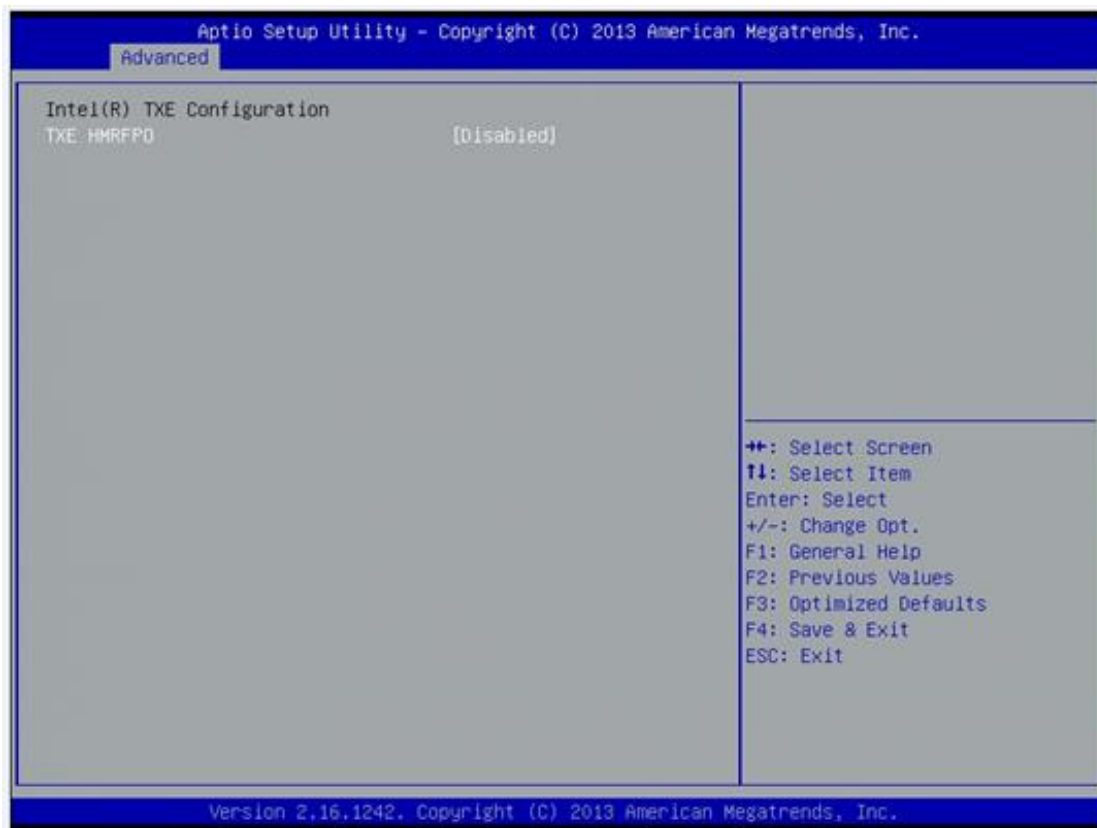 Aptio Setup Utility – Copyright (C) 2013 American Megatrends, Inc.
Advanced
Intel(R) TXE Configuration
TXE HMRFPO [Disabled]
→←: Select Screen
↑↓: Select Item
Enter: Select
+/-: Change Opt.
F1: General Help
F2: Previous Values
F3: Optimized Defaults
F4: Save & Exit
ESC: Exit
Version 2.16.1242. Copyright (C) 2013 American Megatrends, Inc.